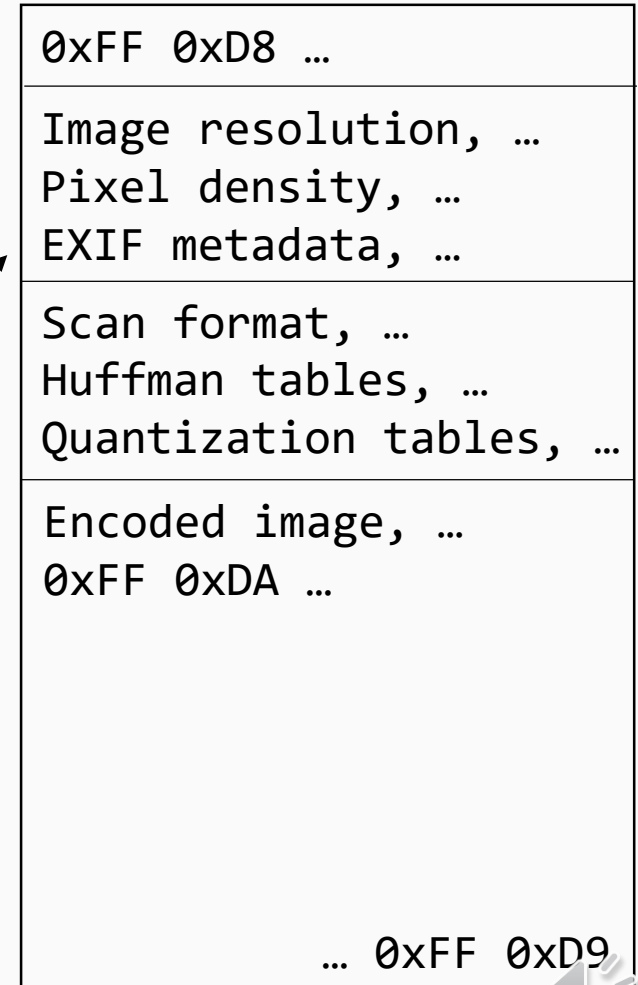 0xFF 0xD8 …
Image resolution, …
Pixel density, …
EXIF metadata, …
Scan format, …
Huffman tables, …
Quantization tables, …
Encoded image, …
0xFF 0xDA …
… 0xFF 0xD9